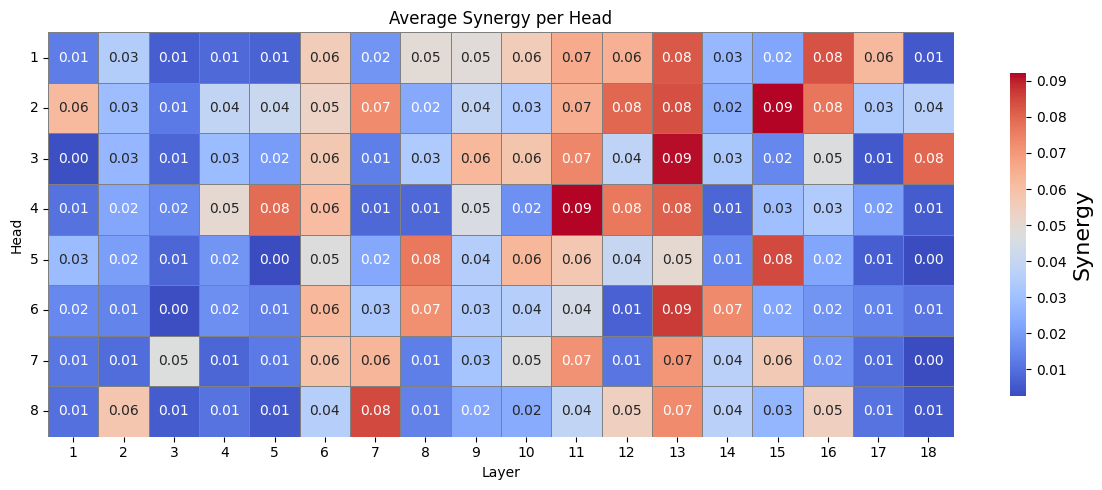 Average Synergy per Head
1 0.01 0.03 0.01 0.01 0.01 0.06 0.02 0.05 0.05 0.06 0.07 0.06 0.08 0.03 0.02 0.08 0.06 0.01
2 0.06 0.03 0.01 0.04 0.04 0.05 0.07 0.02 0.04 0.03 0.07 0.08 0.08 0.02 0.09 0.08 0.03 0.04
3 0.00 0.03 0.01 0.03 0.02 0.06 0.01 0.03 0.06 0.06 0.07 0.04 0.09 0.03 0.02 0.05 0.01 0.08
4 0.01 0.02 0.02 0.05 0.08 0.06 0.01 0.01 0.05 0.02 0.09 0.08 0.08 0.01 0.03 0.03 0.02 0.01
5 0.03 0.02 0.01 0.02 0.00 0.05 0.02 0.08 0.04 0.06 0.06 0.04 0.05 0.01 0.08 0.02 0.01 0.00
6 0.02 0.01 0.00 0.02 0.01 0.06 0.03 0.07 0.03 0.04 0.04 0.01 0.09 0.07 0.02 0.02 0.01 0.01
7 0.01 0.01 0.05 0.01 0.01 0.06 0.06 0.01 0.03 0.05 0.07 0.01 0.07 0.04 0.06 0.02 0.01 0.00
8 0.01 0.06 0.01 0.01 0.01 0.04 0.08 0.01 0.02 0.02 0.04 0.05 0.07 0.04 0.03 0.05 0.01 0.01
1 2 3 4 5 6 7 8 9 10 11 12 13 14 15 16 17 18
Layer
Head
0.09
0.08
0.07
0.06
0.05
0.04
0.03
0.02
0.01
Synergy